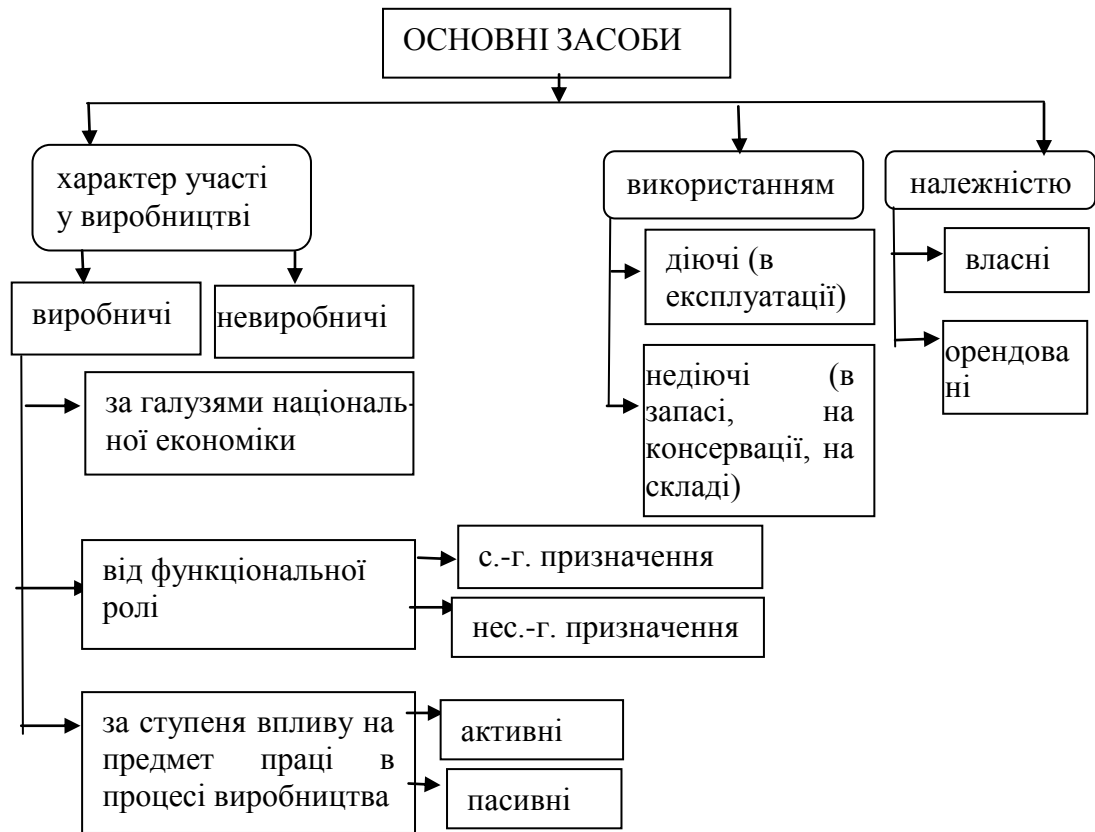 ОСНОВНІ ЗАСОБИ
характер участі
у виробництві
використанням
належністю
виробничі
невиробничі
діючі (в
експлуатації)
власні
недіючі (в
запасі, на
консервації, на
складі)
орендова
ні
за галузями національ-
ної економіки
від функціональної
ролі
с.-г. призначення
нес.-г. призначення
за ступеня впливу на
предмет праці в
процесі виробництва
активні
пасивні